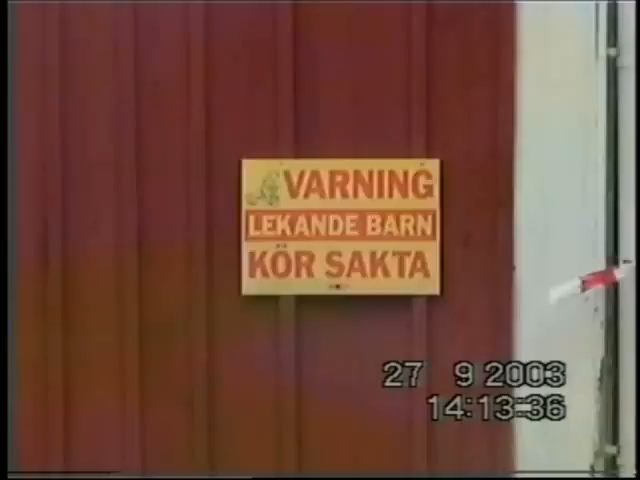 VARNING
LEKANDE BARN
KÖR SAKTA
27 9 2003
14:13:36